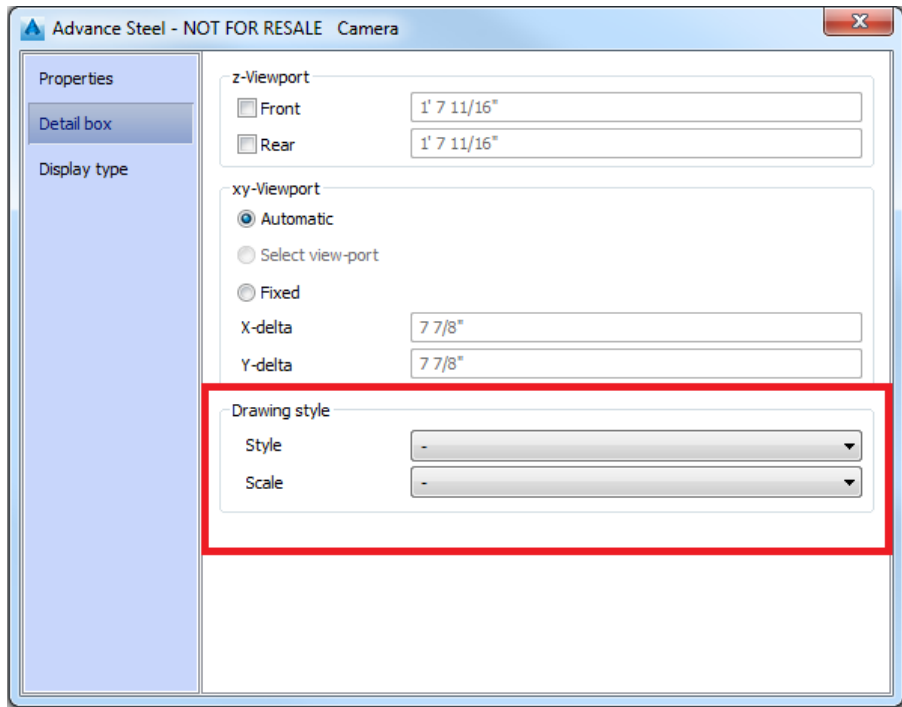 Advance Steel - NOT FOR RESALE Camera
Properties
Detail box
Display type
z-Viewport
Front 1' 7 11/16"
Rear 1' 7 11/16"
xy-Viewport
Automatic
Select view-port
Fixed
X-delta 7 7/8"
Y-delta 7 7/8"
Drawing style
Style -
Scale -